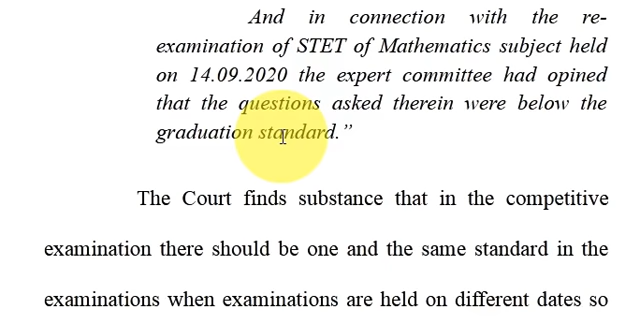 And in connection with the re-
examination of STET of Mathematics subject held
on 14.09.2020 the expert committee had opined
that the questions asked therein were below the
graduation standard.”
The Court finds substance that in the competitive
examination there should be one and the same standard in the
examinations when examinations are held on different dates so